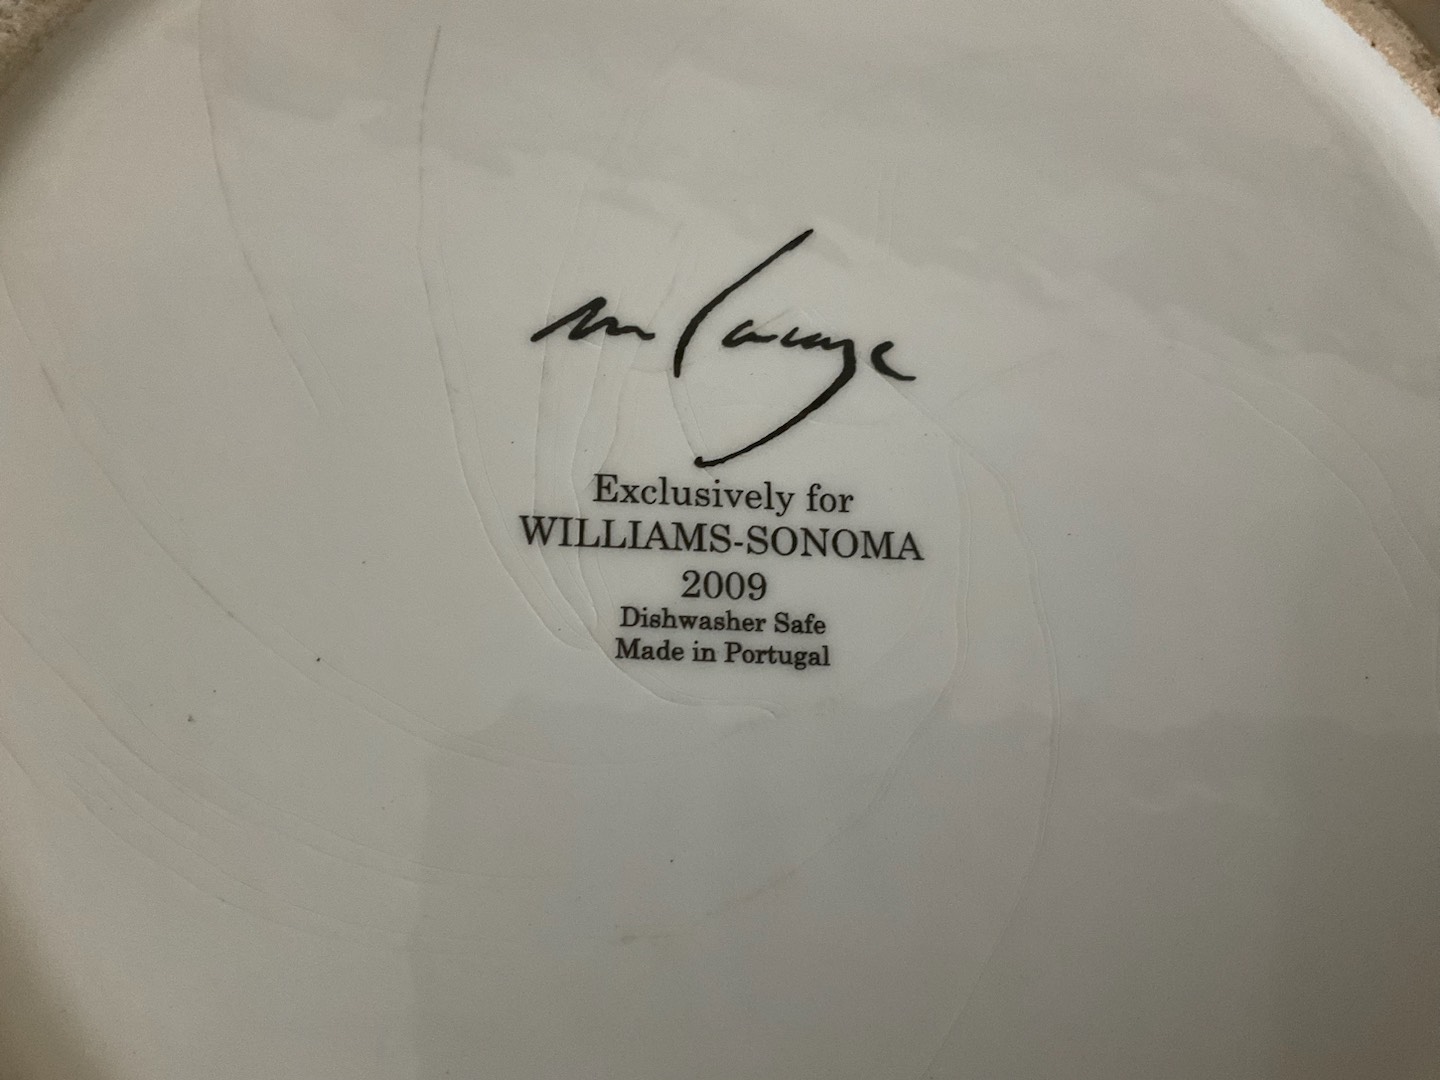 Exclusively for
WILLIAMS-SONOMA
2009
Dishwasher Safe
Made in Portugal